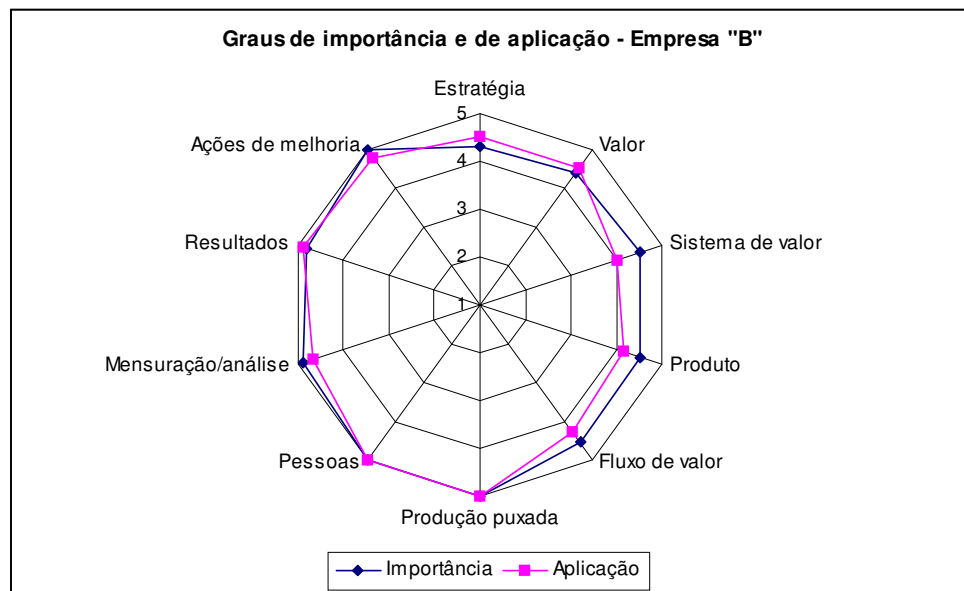 Graus de importância e de aplicação - Empresa "B"
Estratégia
5
Ações de melhoria
Valor
4
3
Resultados
Sistema de valor
2
1
Mensuração/análise
Produto
Pessoas
Fluxo de valor
Produção puxada
Importância
Aplicação